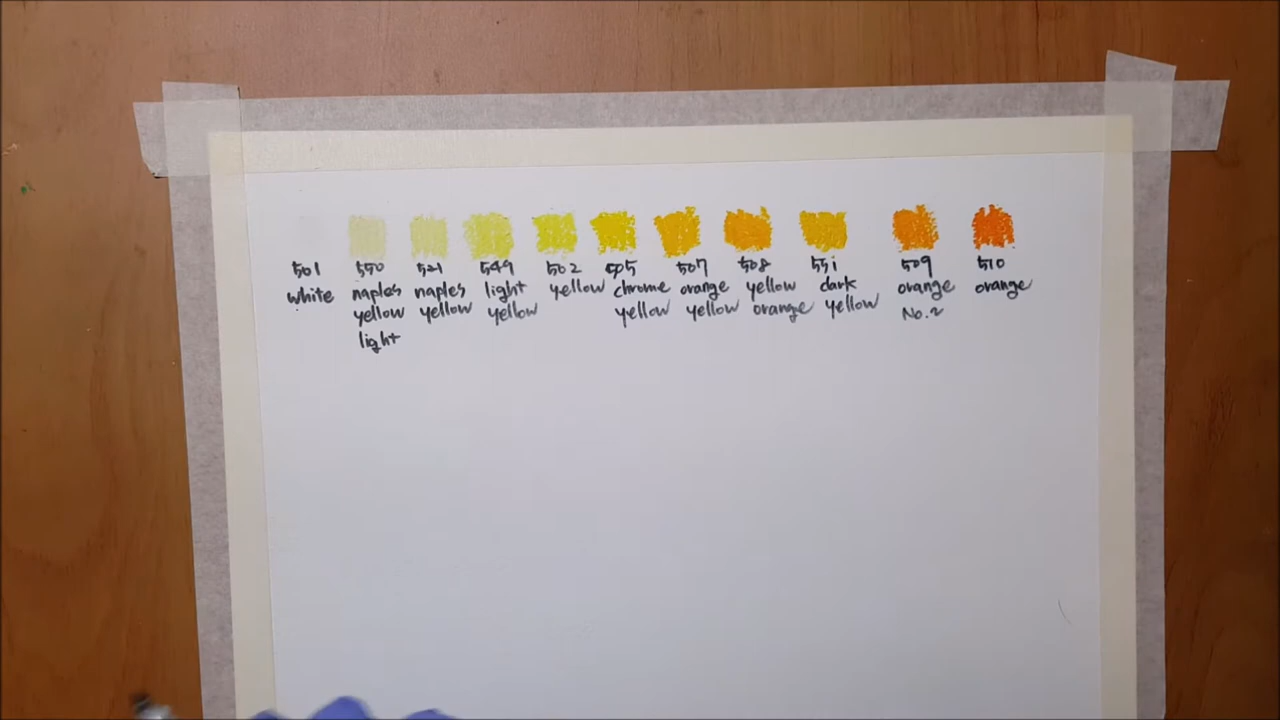 501 550 521 549 502 505 507 508 551 509 510
white naples naples light yellow chrome orange yellow dark orange orange
yellow yellow yellow yellow yellow orange yellow No.2
light